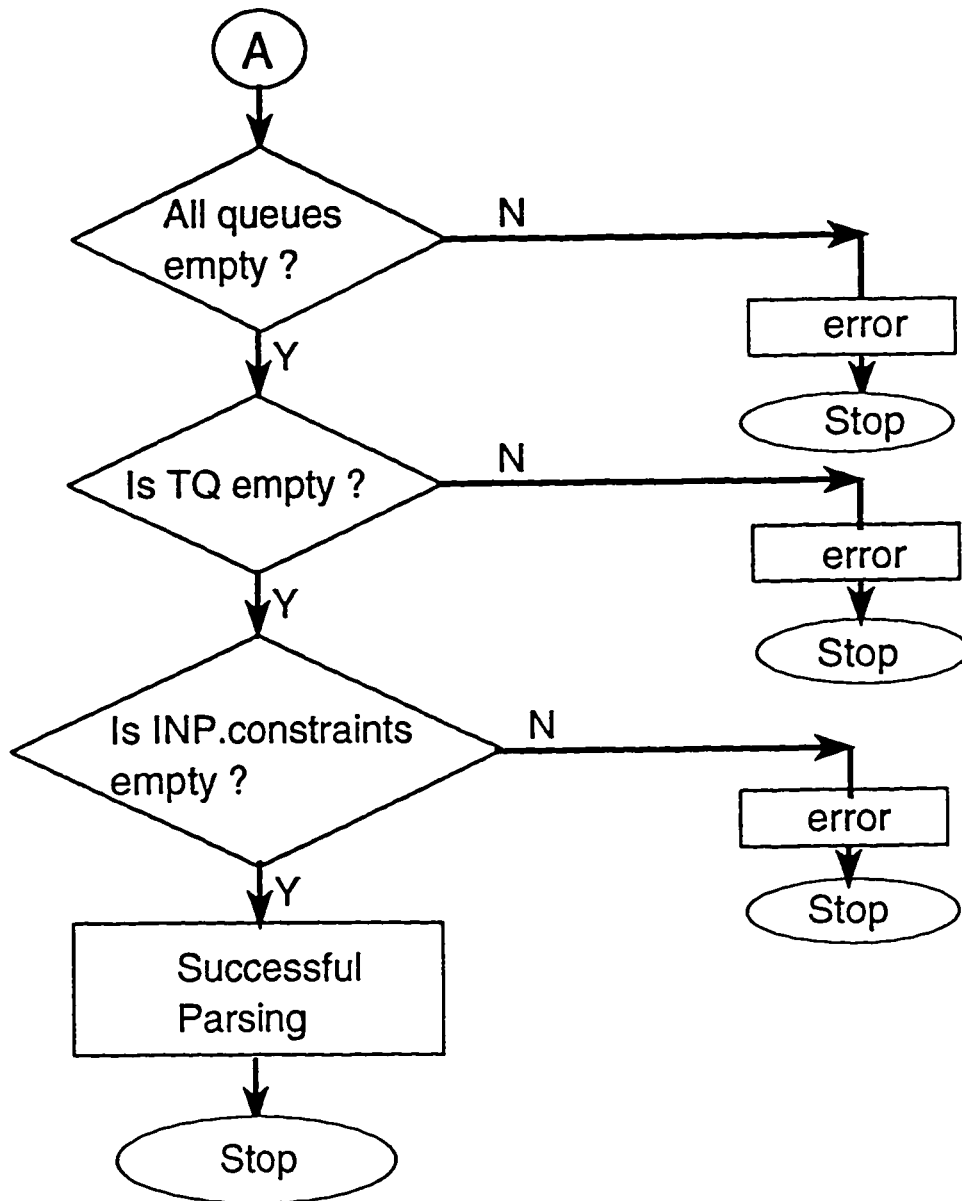 A
All queues
empty ?
N
error
Stop
Y
Is TQ empty ?
N
error
Stop
Y
Is INP.constraints
empty ?
N
error
Stop
Y
Successful
Parsing
Stop